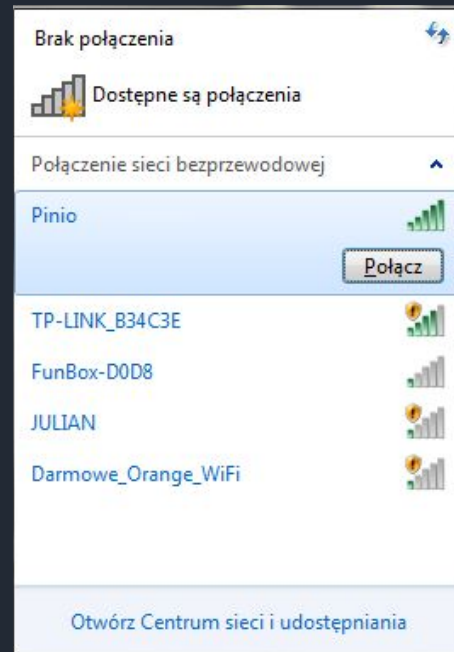 Brak połączenia
Dostępne są połączenia
Połączenie sieci bezprzewodowej
Pinio
Połącz
TP-LINK_B34C3E
FunBox-D0D8
JULIAN
Darmowe_Orange_WiFi
Otwórz Centrum sieci i udostępniania